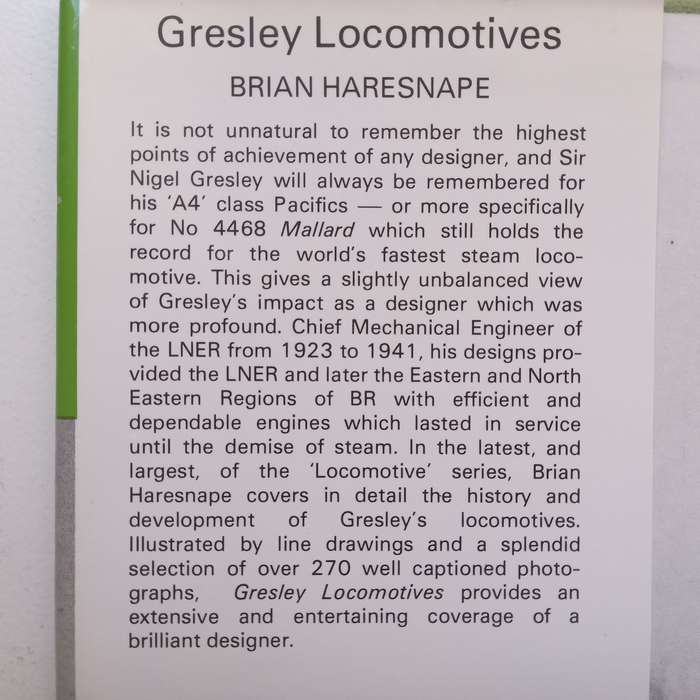 Gresley Locomotives
BRIAN HARESNAPE
It is not unnatural to remember the highest
points of achievement of any designer, and Sir
Nigel Gresley will always be remembered for
his ‘A4’ class Pacifics — or more specifically
for No 4468 Mallard which still holds the
record for the world’s fastest steam loco-
motive. This gives a slightly unbalanced view
of Gresley’s impact as a designer which was
more profound. Chief Mechanical Engineer of
the LNER from 1923 to 1941, his designs pro-
vided the LNER and later the Eastern and North
Eastern Regions of BR with efficient and
dependable engines which lasted in service
until the demise of steam. In the latest, and
largest, of the ‘Locomotive’ series, Brian
Haresnape covers in detail the history and
development of Gresley’s locomotives.
Illustrated by line drawings and a splendid
selection of over 270 well captioned photo-
graphs, Gresley Locomotives provides an
extensive and entertaining coverage of a
brilliant designer.